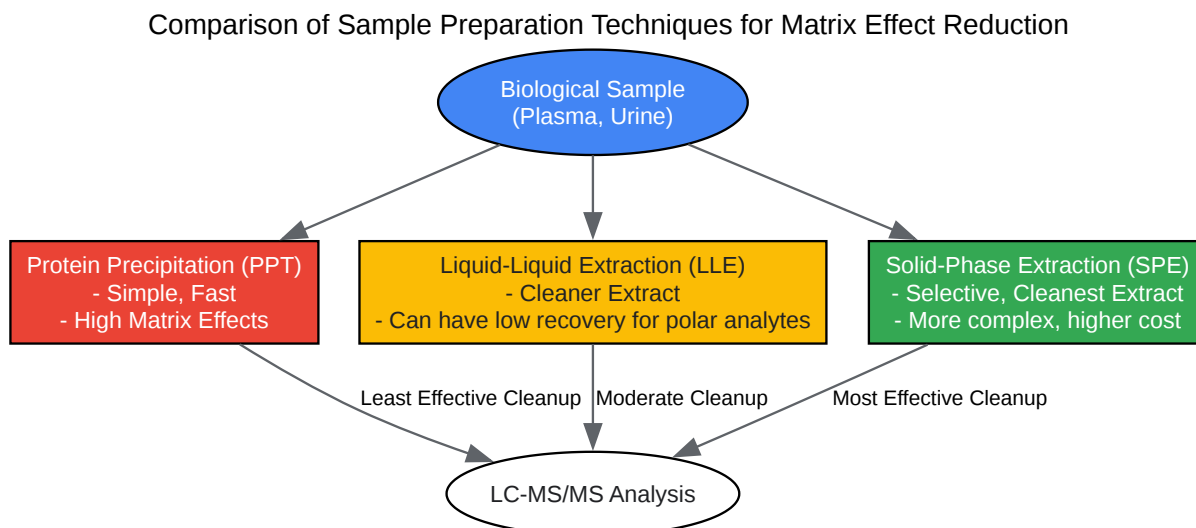 Comparison of Sample Preparation Techniques for Matrix Effect Reduction
Biological Sample
(Plasma, Urine)
Protein Precipitation (PPT)
- Simple, Fast
- High Matrix Effects
Liquid-Liquid Extraction (LLE)
- Cleaner Extract
- Can have low recovery for polar analytes
Solid-Phase Extraction (SPE)
- Selective, Cleanest Extract
- More complex, higher cost
Least Effective Cleanup
Moderate Cleanup
Most Effective Cleanup
LC-MS/MS Analysis